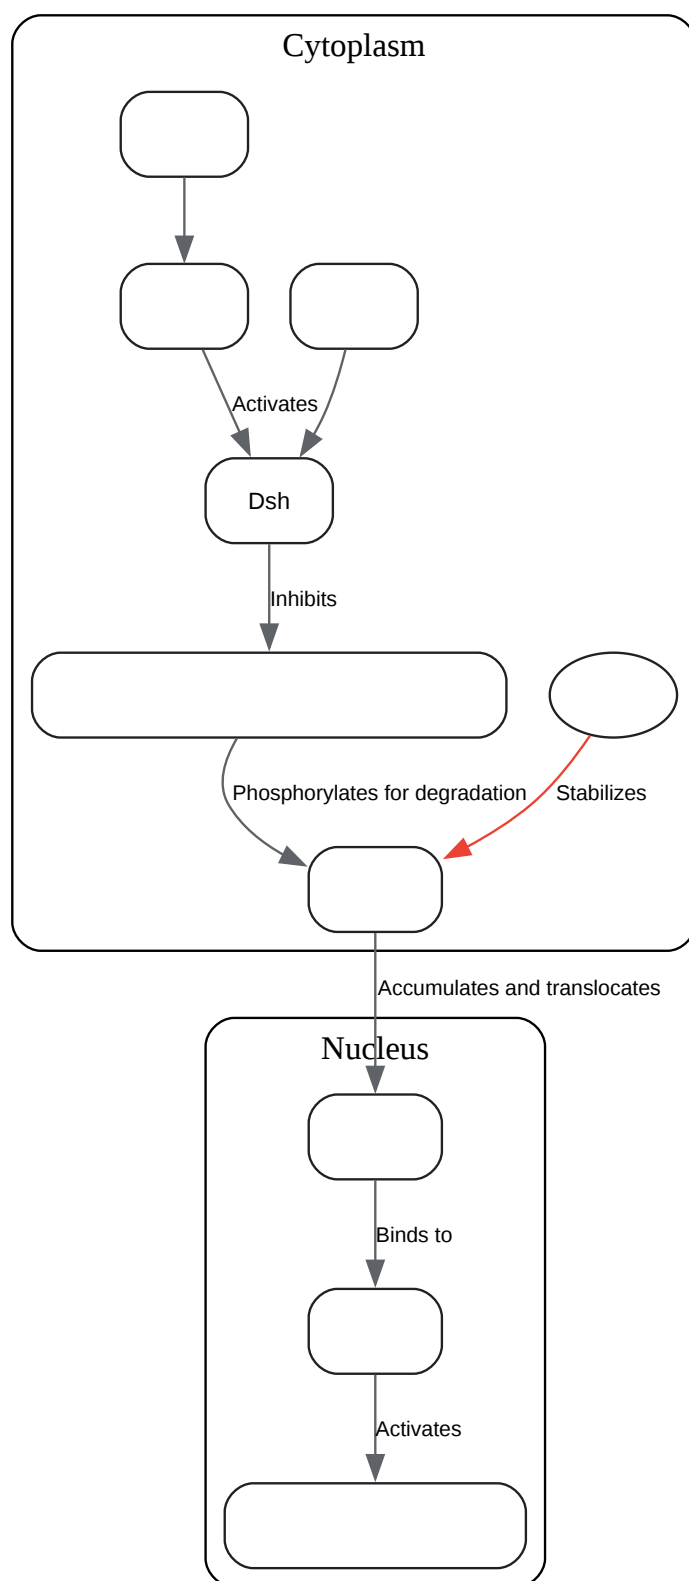 Cytoplasm
Activates
Dsh
Inhibits
Phosphorylates for degradation
Stabilizes
Accumulates and translocates
Nucleus
Binds to
Activates